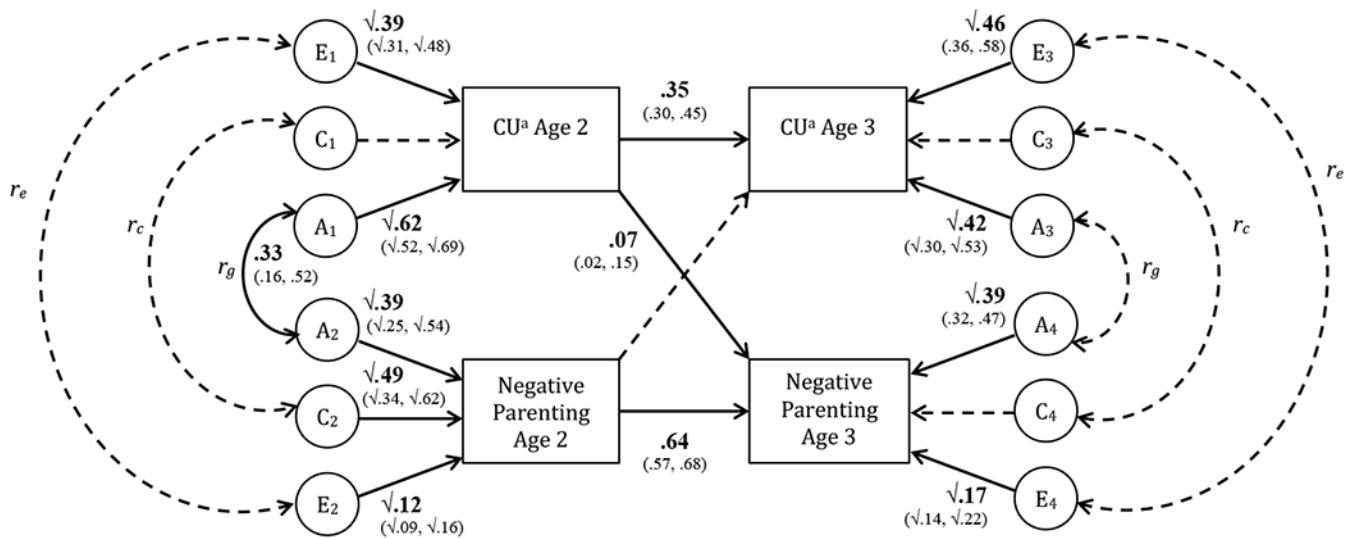 E₁
√.39
(√.31, √.48)
C₁
A₁
√.62
(√.52, √.69)
rₑ
r𝒸
r_g
.33
(.16, .52)
A₂
√.39
(√.25, √.54)
C₂
√.49
(√.34, √.62)
E₂
√.12
(√.09, √.16)
CUᵃ Age 2
Negative
Parenting
Age 2
.35
(.30, .45)
.07
(.02, .15)
.64
(.57, .68)
CUᵃ Age 3
Negative
Parenting
Age 3
√.46
(.36, .58)
E₃
C₃
A₃
√.42
(√.30, √.53)
√.39
(.32, .47)
A₄
C₄
E₄
√.17
(√.14, √.22)
r_g
r𝒸
rₑ